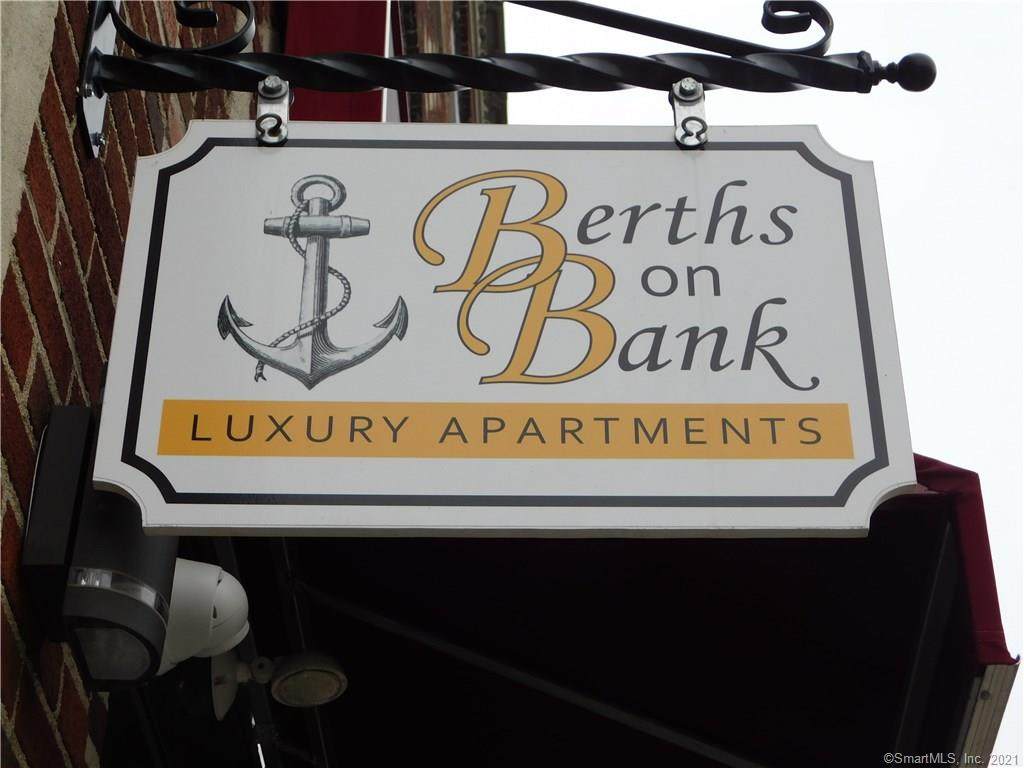 Berths
on
Bank
LUXURY APARTMENTS
©SmartMLS, Inc. 2021